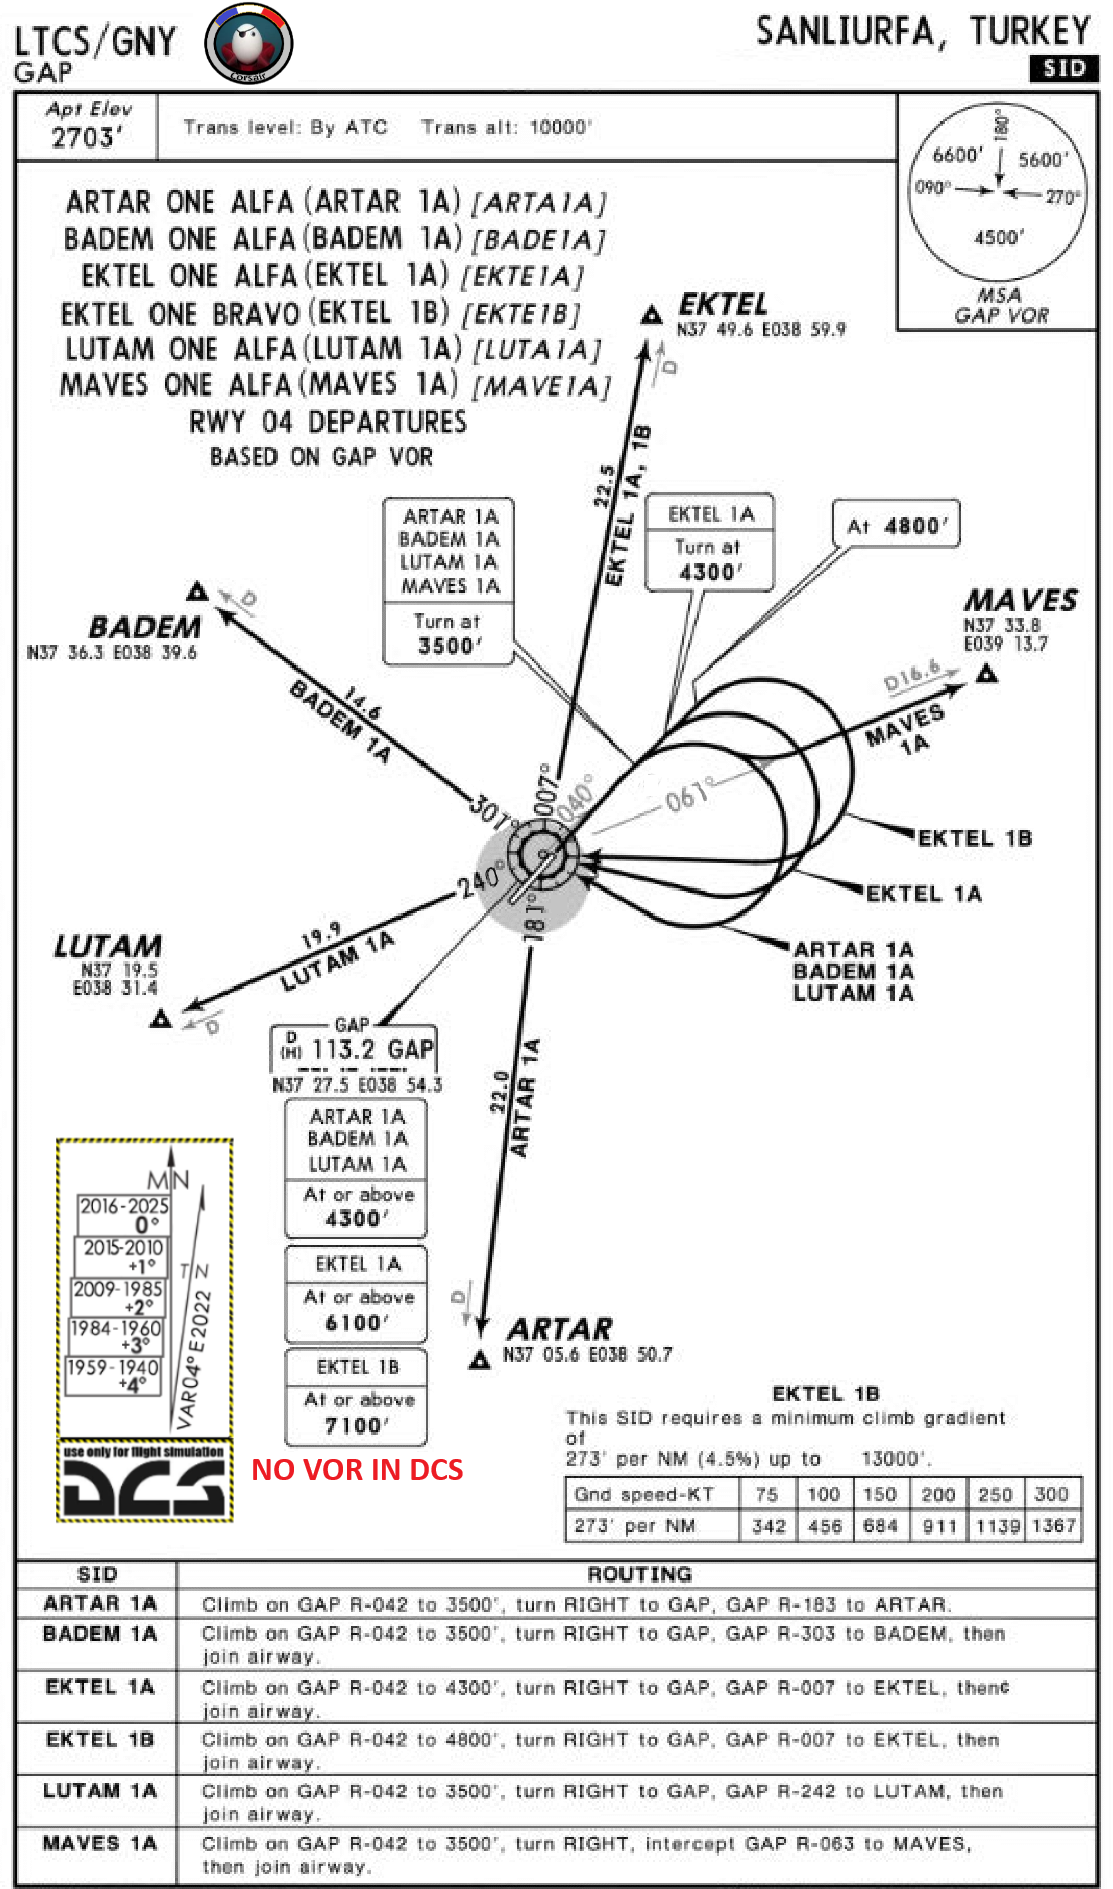 LTCS/GNY
GAP
Corsair
SANLIURFA, TURKEY
SID
Apt Elev
2703'
Trans level: By ATC    Trans alt: 10000'
180°
6600'
5600'
090°
270°
4500'
MSA
GAP VOR
ARTAR ONE ALFA (ARTAR 1A) [ARTA1A]
BADEM ONE ALFA (BADEM 1A) [BADE1A]
EKTEL ONE ALFA (EKTEL 1A) [EKTE1A]
EKTEL ONE BRAVO (EKTEL 1B) [EKTE1B]
LUTAM ONE ALFA (LUTAM 1A) [LUTA1A]
MAVES ONE ALFA (MAVES 1A) [MAVE1A]
RWY 04 DEPARTURES
BASED ON GAP VOR
EKTEL
N37 49.6 E038 59.9
D
22.5
EKTEL 1A, 1B
ARTAR 1A
BADEM 1A
LUTAM 1A
MAVES 1A
Turn at
3500'
EKTEL 1A
Turn at
4300'
At 4800'
MAVES
N37 33.8
E039 13.7
D16.6
MAVES
1A
BADEM
N37 36.3 E038 39.6
D
14.6
BADEM 1A
307°
007°
040°
061°
240°
181°
EKTEL 1B
EKTEL 1A
ARTAR 1A
BADEM 1A
LUTAM 1A
LUTAM
N37 19.5
E038 31.4
D
19.9
LUTAM 1A
GAP
D
(H) 113.2 GAP
N37 27.5 E038 54.3
ARTAR 1A
BADEM 1A
LUTAM 1A
At or above
4300'
EKTEL 1A
At or above
6100'
EKTEL 1B
At or above
7100'
22.0
ARTAR 1A
D
ARTAR
N37 05.6 E038 50.7
MN
2016-2025
0°
2015-2010
+1°
2009-1985
+2°
1984-1960
+3°
1959-1940
+4°
TN
VAR04°E2022
use only for flight simulation
DCS
NO VOR IN DCS
EKTEL 1B
This SID requires a minimum climb gradient
of
273' per NM (4.5%) up to 13000'.
Gnd speed-KT 75 100 150 200 250 300
273' per NM 342 456 684 911 1139 1367
SID ROUTING
ARTAR 1A Climb on GAP R-042 to 3500', turn RIGHT to GAP, GAP R-183 to ARTAR.
BADEM 1A Climb on GAP R-042 to 3500', turn RIGHT to GAP, GAP R-303 to BADEM, then
join airway.
EKTEL 1A Climb on GAP R-042 to 4300', turn RIGHT to GAP, GAP R-007 to EKTEL, then¢
join airway.
EKTEL 1B Climb on GAP R-042 to 4800', turn RIGHT to GAP, GAP R-007 to EKTEL, then
join airway.
LUTAM 1A Climb on GAP R-042 to 3500', turn RIGHT to GAP, GAP R-242 to LUTAM, then
join airway.
MAVES 1A Climb on GAP R-042 to 3500', turn RIGHT, intercept GAP R-063 to MAVES,
then join airway.